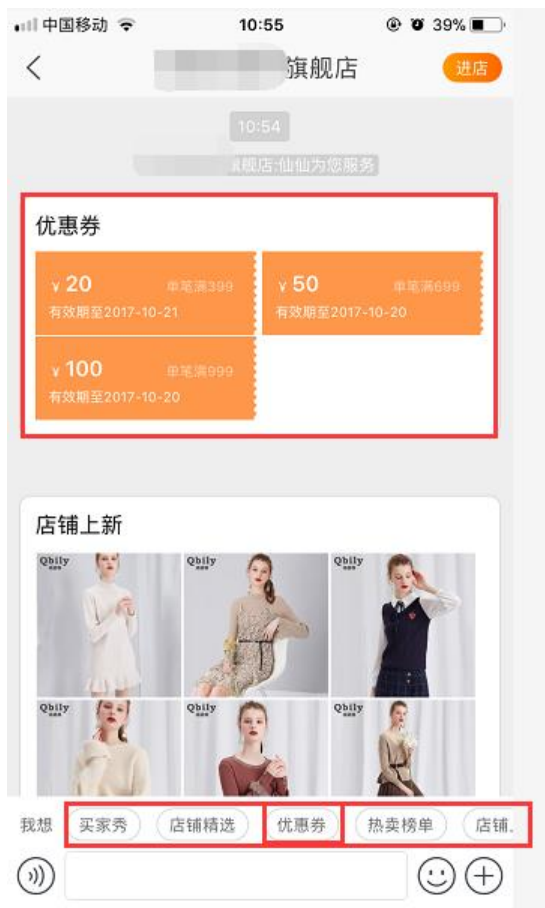 中国移动 10:55 39%
旗舰店 进店
10:54
旗舰店:仙仙为您服务
优惠券
¥ 20 单笔满399
有效期至2017-10-21
¥ 50 单笔满699
有效期至2017-10-20
¥ 100 单笔满999
有效期至2017-10-20
店铺上新
Qbily Qbily Qbily
Qbily Qbily Qbily
我想 买家秀 店铺精选 优惠券 热卖榜单 店铺